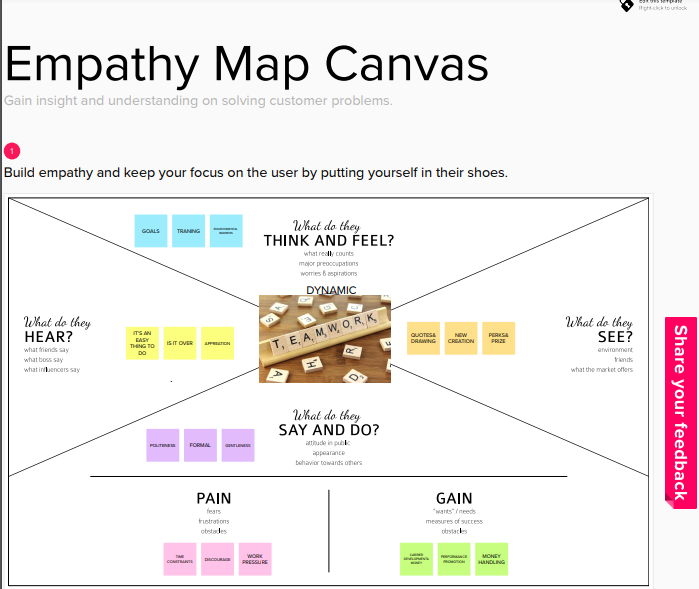 Edit this template
Right-click to unlock
Empathy Map Canvas
Gain insight and understanding on solving customer problems.
1
Build empathy and keep your focus on the user by putting yourself in their shoes.
GOALS
TRANING
What do they
THINK AND FEEL?
what really counts
major preoccupations
worries & aspirations
DYNAMIC
TEAMWORK
What do they
HEAR?
what friends say
what boss say
what influencers say
IT'S AN
EASY
THING TO
DO
IS IT OVER
QUOTES&
DRAWING
NEW
CREATION
PERKS&
PRIZE
What do they
SEE?
environment
friends
what the market offers
What do they
SAY AND DO?
attitude in public
appearance
behavior towards others
POLITENESS
FORMAL
GENTLENESS
PAIN
fears
frustrations
obstacles
TIME
CONSTRAINTS
DISCOURAGE
WORK
PRESSURE
GAIN
"wants" / needs
measures of success
obstacles
PERFORMANCE
PROMOTION
MONEY
HANDLING
Share your feedback